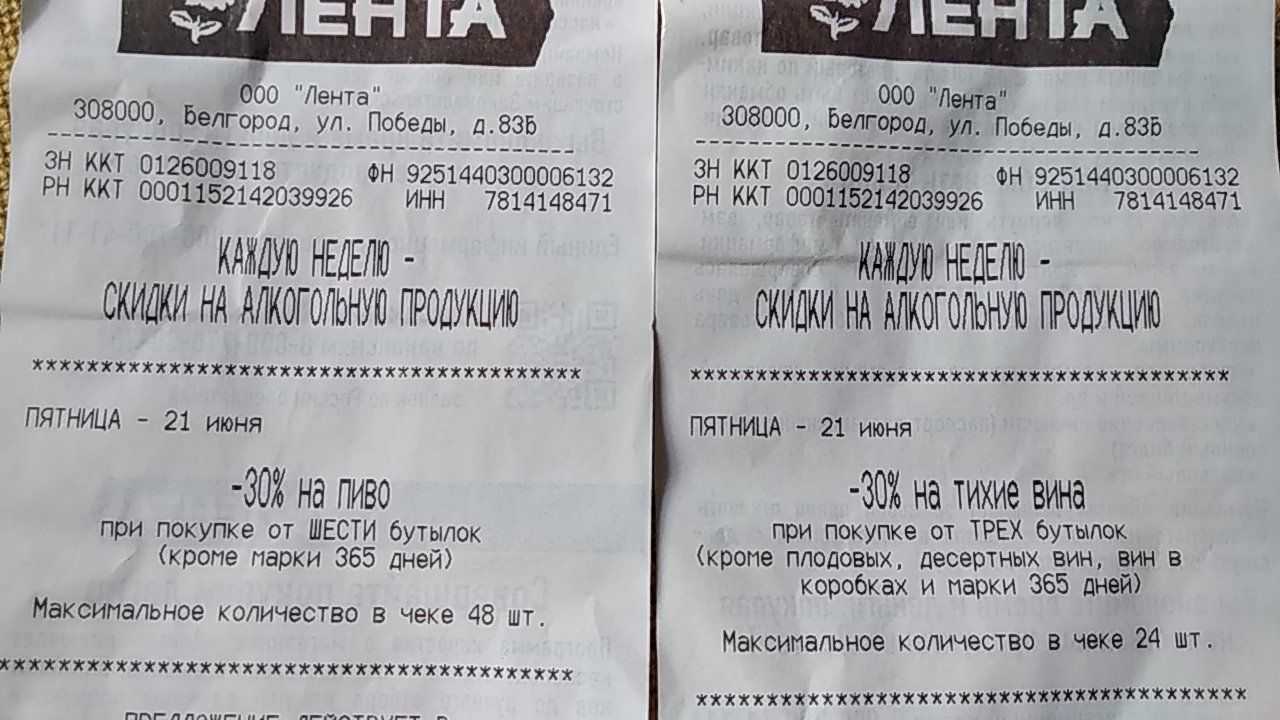 ЛЕНТА
ООО "Лента"
308000, Белгород, ул. Победы, д.83Б
ЗН ККТ 0126009118 ФН 9251440300006132
РН ККТ 0001152142039926 ИНН 7814148471
КАЖДУЮ НЕДЕЛЮ -
СКИДКИ НА АЛКОГОЛЬНУЮ ПРОДУКЦИЮ
****************************************
ПЯТНИЦА - 21 июня
-30% на пиво
при покупке от ШЕСТИ бутылок
(кроме марки 365 дней)
Максимальное количество в чеке 48 шт.
****************************************
ПРЕДЛОЖЕНИЕ ДЕЙСТВУЕТ В
ЛЕНТА
ООО "Лента"
308000, Белгород, ул. Победы, д.83Б
ЗН ККТ 0126009118 ФН 9251440300006132
РН ККТ 0001152142039926 ИНН 7814148471
КАЖДУЮ НЕДЕЛЮ -
СКИДКИ НА АЛКОГОЛЬНУЮ ПРОДУКЦИЮ
****************************************
ПЯТНИЦА - 21 июня
-30% на тихие вина
при покупке от ТРЕХ бутылок
(кроме плодовых, десертных вин, вин в
коробках и марки 365 дней)
Максимальное количество в чеке 24 шт.
****************************************